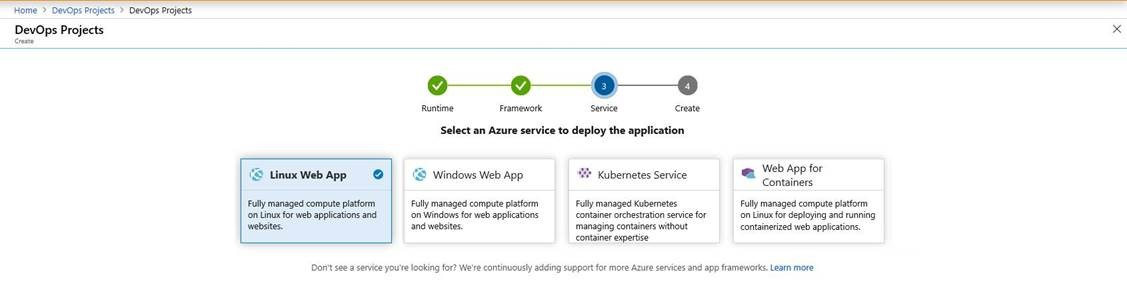 Home > DevOps Projects > DevOps Projects
DevOps Projects
Create
3
4
Runtime
Framework
Service
Create
Select an Azure service to deploy the application
Linux Web App
Fully managed compute platform
on Linux for web applications and
websites.
Windows Web App
Fully managed compute platform
on Windows for web applications
and websites.
Kubernetes Service
Fully managed Kubernetes
container orchestration service for
managing containers without
container expertise
Web App for
Containers
Fully managed compute platform
on Linux for deploying and running
containerized web applications.
Don't see a service you're looking for? We're continuously adding support for more Azure services and app frameworks. Learn more